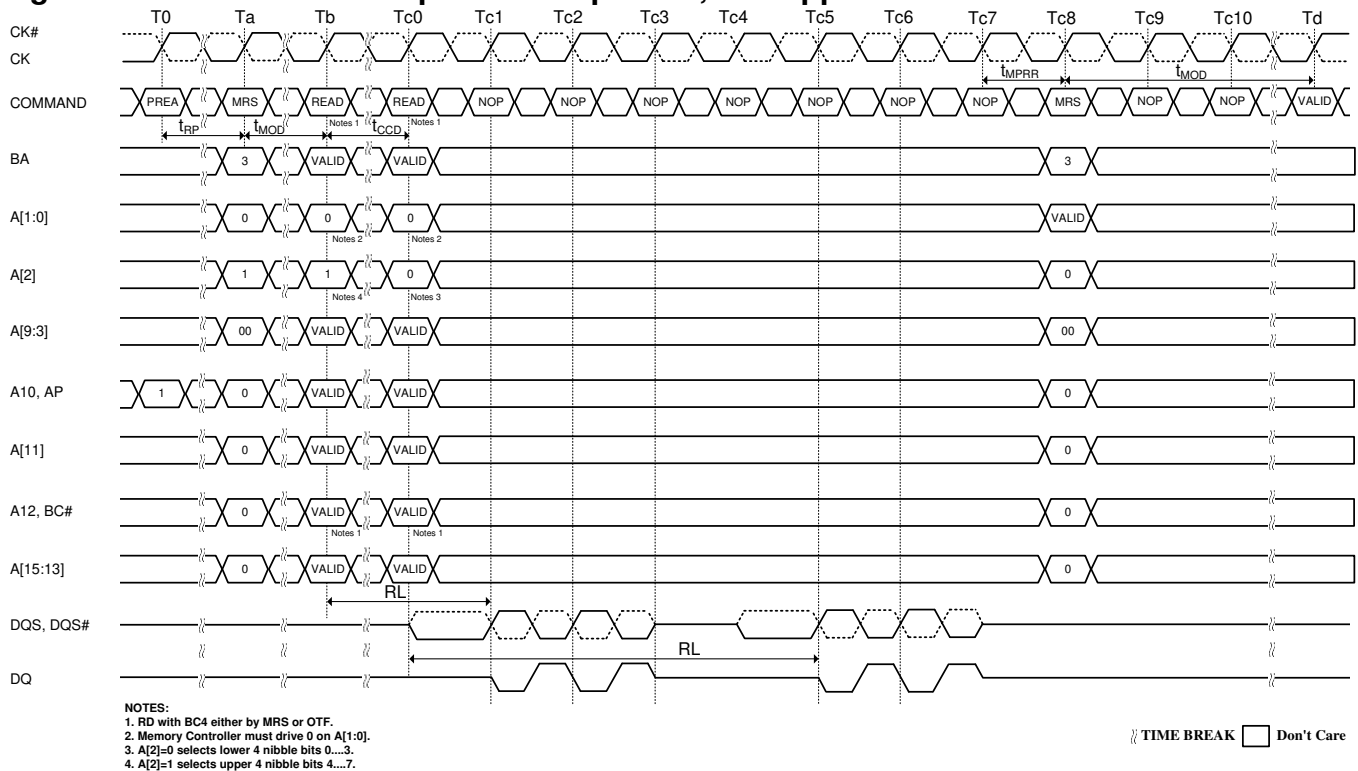 T0 Ta Tb Tc0 Tc1 Tc2 Tc3 Tc4 Tc5 Tc6 Tc7 Tc8 Tc9 Tc10 Td
CK#
CK
tMPRR tMOD
COMMAND PREA MRS READ READ NOP NOP NOP NOP NOP NOP NOP MRS NOP NOP VALID
Notes 1 Notes 1
tRP tMOD tCCD
BA 3 VALID VALID 3
A[1:0] 0 0 0 VALID
Notes 2 Notes 2
A[2] 1 1 0 0
Notes 4 Notes 3
A[9:3] 00 VALID VALID 00
A10, AP 1 0 VALID VALID 0
A[11] 0 VALID VALID 0
A12, BC# 0 VALID VALID 0
Notes 1 Notes 1
A[15:13] 0 VALID VALID 0
RL
DQS, DQS#
RL
DQ
NOTES:
1. RD with BC4 either by MRS or OTF.
2. Memory Controller must drive 0 on A[1:0].
3. A[2]=0 selects lower 4 nibble bits 0....3.
4. A[2]=1 selects upper 4 nibble bits 4....7.
TIME BREAK Don't Care